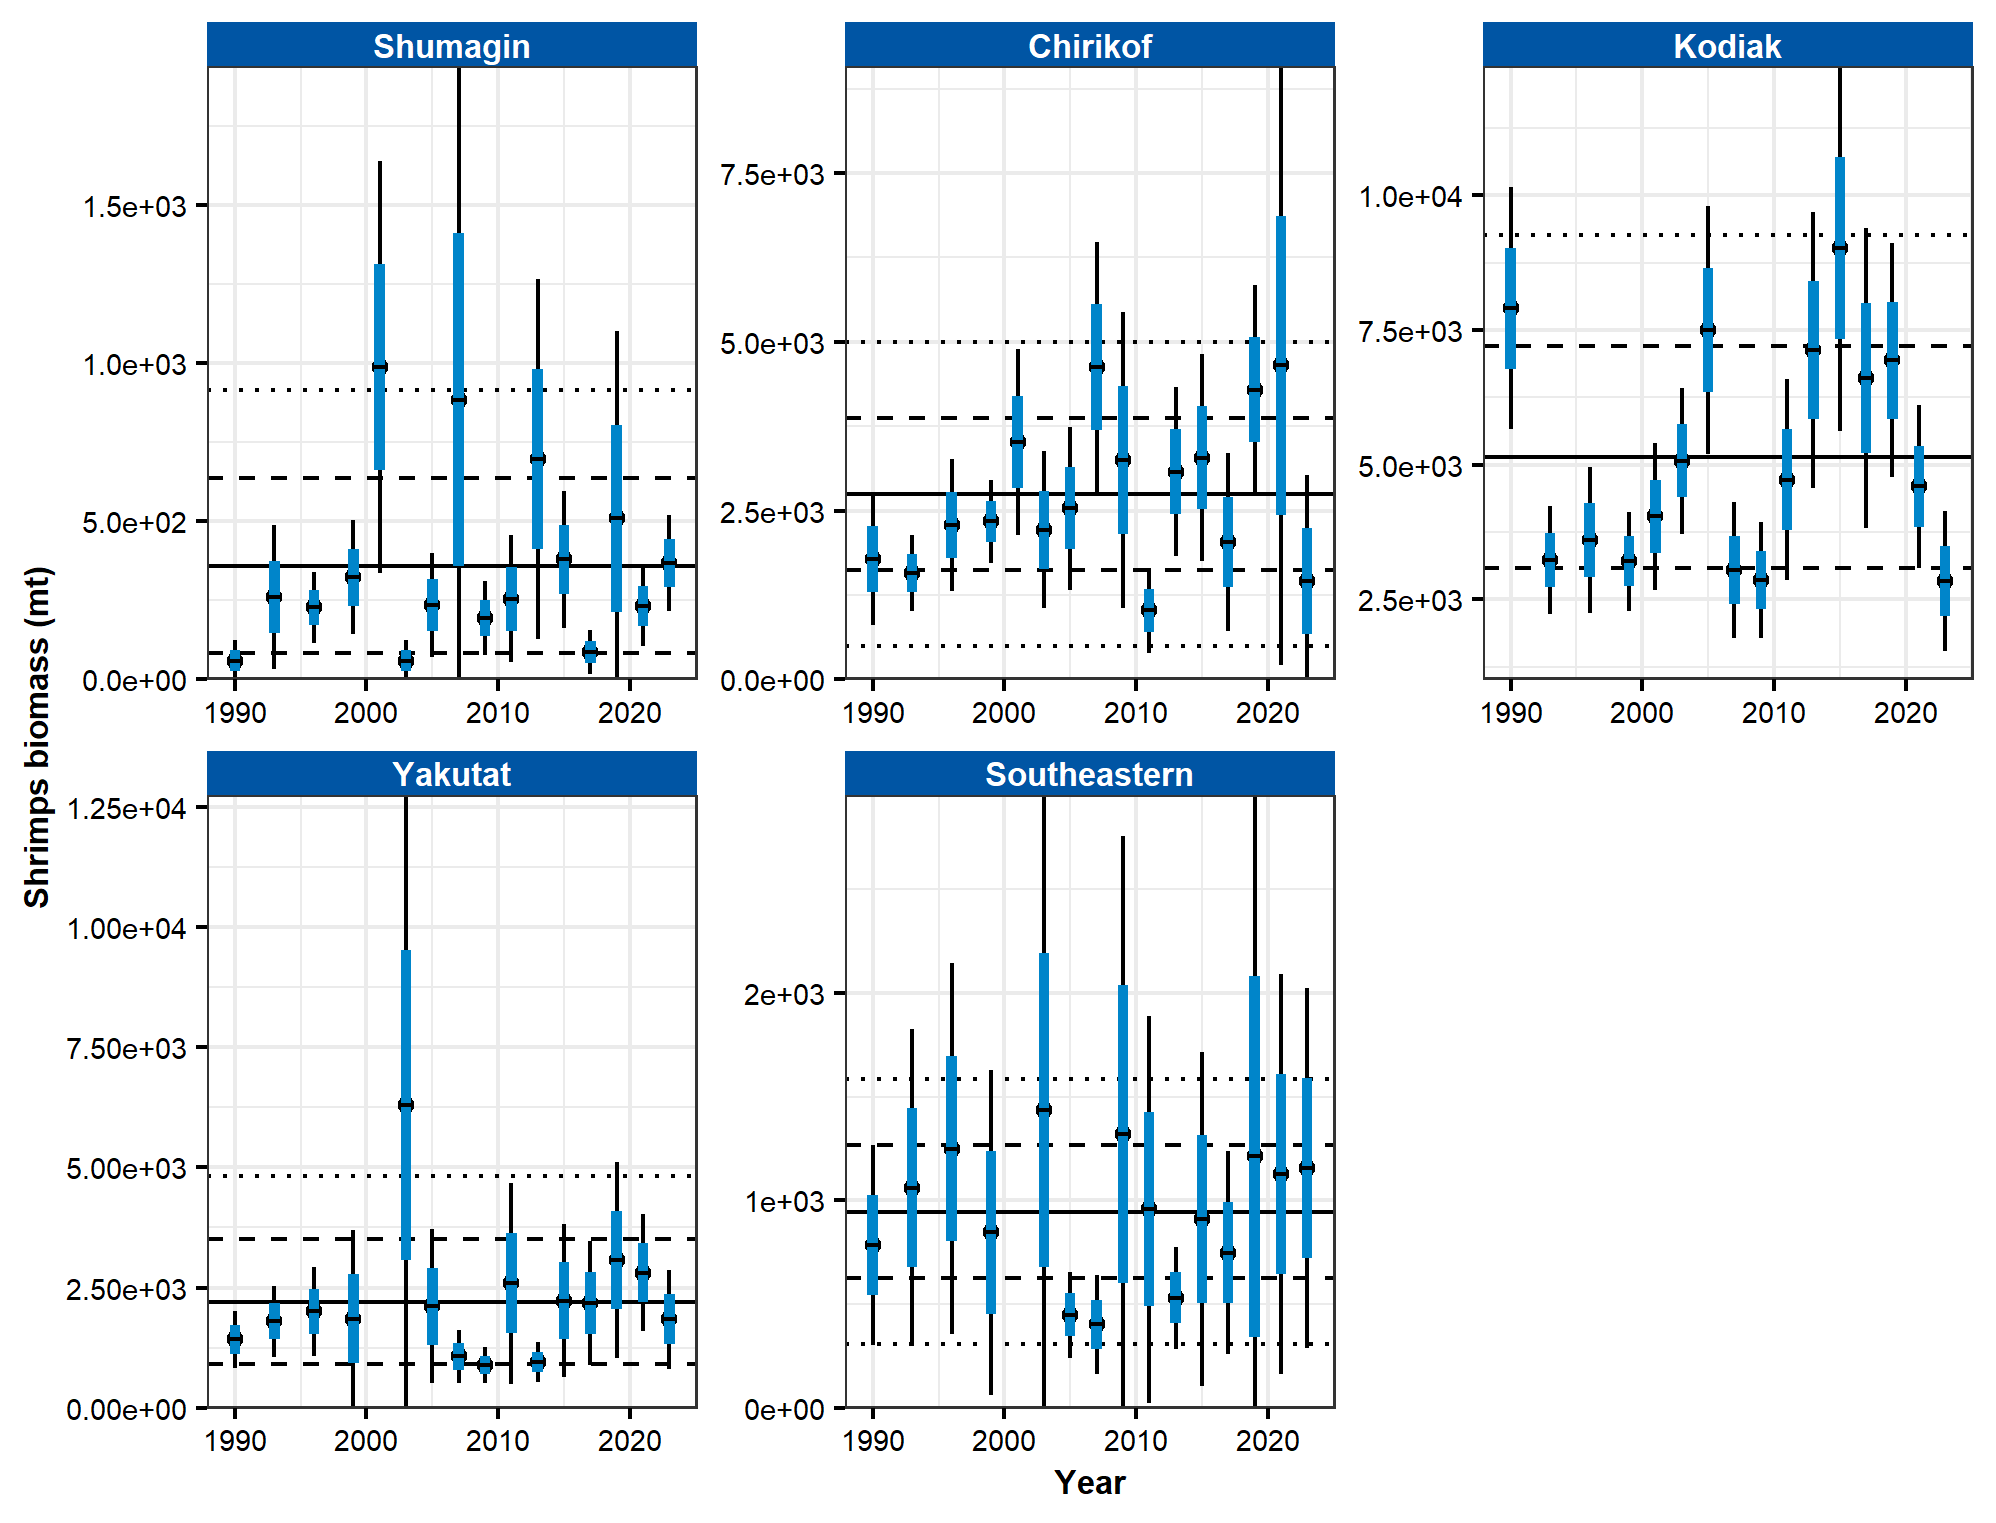 Shumagin
Chirikof
Kodiak
1.5e+03
1.0e+03
5.0e+02
0.0e+00
7.5e+03
5.0e+03
2.5e+03
0.0e+00
1.0e+04
7.5e+03
5.0e+03
2.5e+03
1990 2000 2010 2020
1990 2000 2010 2020
1990 2000 2010 2020
Shrimps biomass (mt)
Yakutat
Southeastern
1.25e+04
1.00e+04
7.50e+03
5.00e+03
2.50e+03
0.00e+00
2e+03
1e+03
0e+00
1990 2000 2010 2020
1990 2000 2010 2020
Year